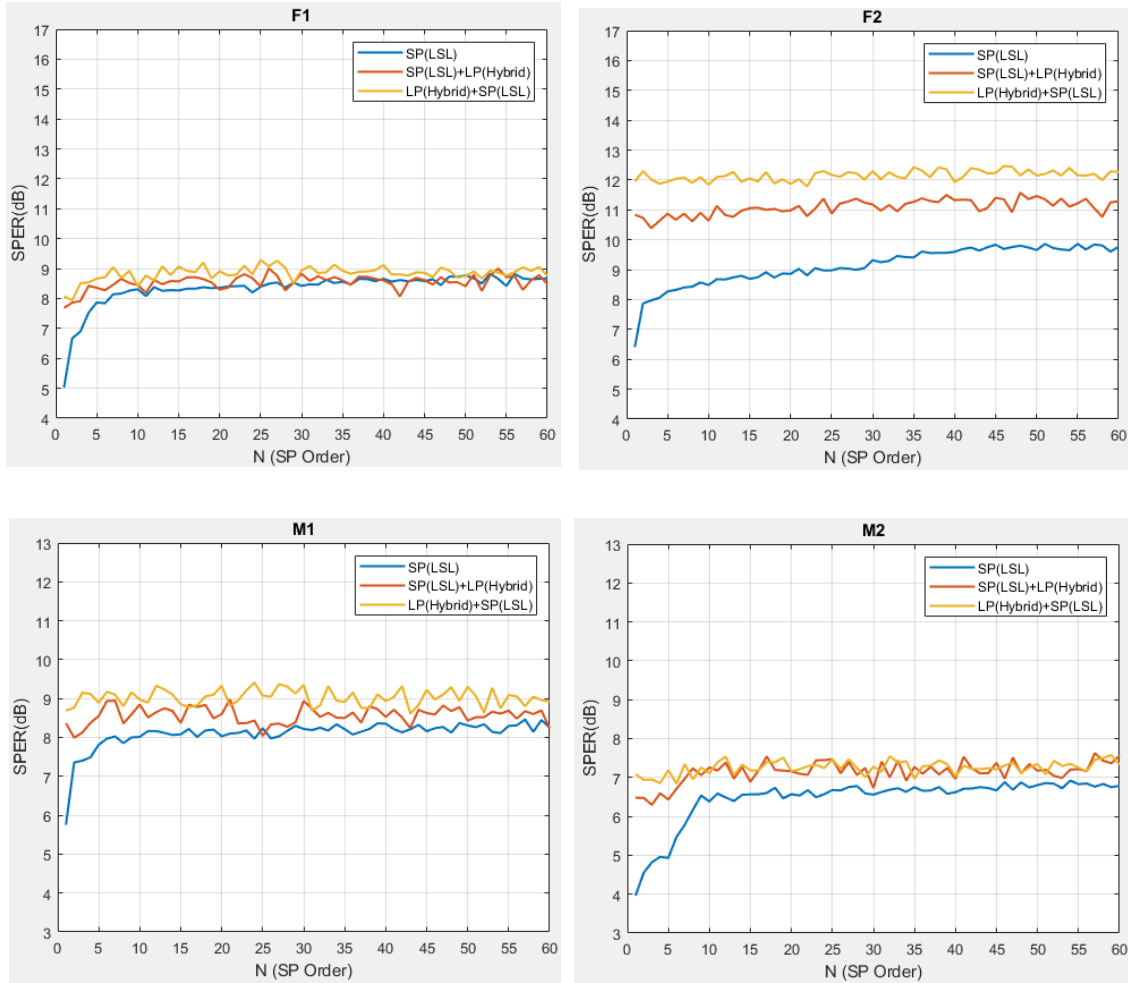 F1
17
16
15
14
13
12
11
10
9
8
7
6
5
4
SPER(dB)
SP(LSL)
SP(LSL)+LP(Hybrid)
LP(Hybrid)+SP(LSL)
0 5 10 15 20 25 30 35 40 45 50 55 60
N (SP Order)
F2
17
16
15
14
13
12
11
10
9
8
7
6
5
4
SPER(dB)
SP(LSL)
SP(LSL)+LP(Hybrid)
LP(Hybrid)+SP(LSL)
0 5 10 15 20 25 30 35 40 45 50 55 60
N (SP Order)
M1
13
12
11
10
9
8
7
6
5
4
3
SPER(dB)
SP(LSL)
SP(LSL)+LP(Hybrid)
LP(Hybrid)+SP(LSL)
0 5 10 15 20 25 30 35 40 45 50 55 60
N (SP Order)
M2
13
12
11
10
9
8
7
6
5
4
3
SPER(dB)
SP(LSL)
SP(LSL)+LP(Hybrid)
LP(Hybrid)+SP(LSL)
0 5 10 15 20 25 30 35 40 45 50 55 60
N (SP Order)